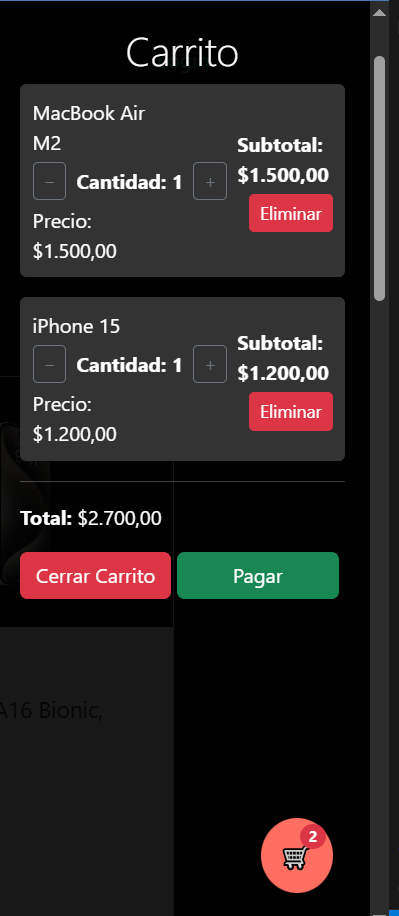 Carrito
MacBook Air
M2
− Cantidad: 1 +
Precio:
$1.500,00
Subtotal:
$1.500,00
Eliminar
iPhone 15
− Cantidad: 1 +
Precio:
$1.200,00
Subtotal:
$1.200,00
Eliminar
Total: $2.700,00
Cerrar Carrito
Pagar
A16 Bionic,
2